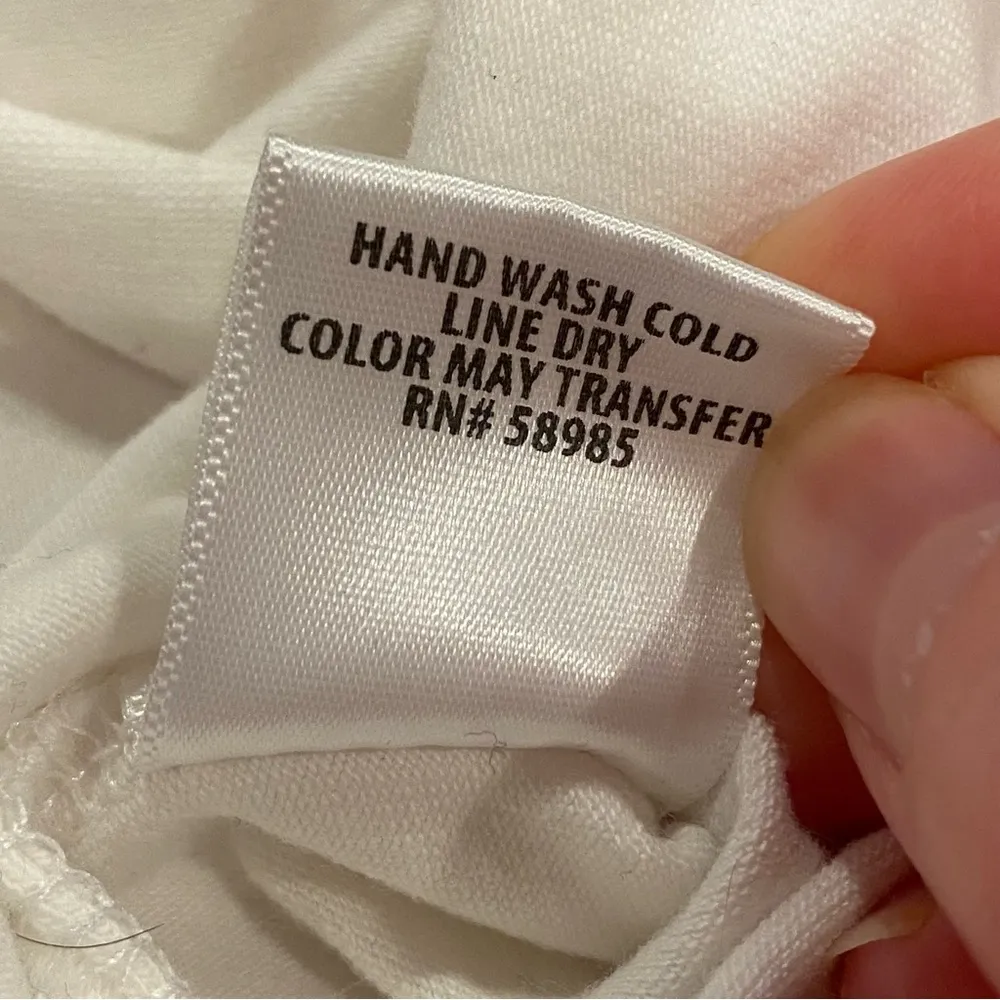 HAND WASH COLD
LINE DRY
COLOR MAY TRANSFER
RN# 58985